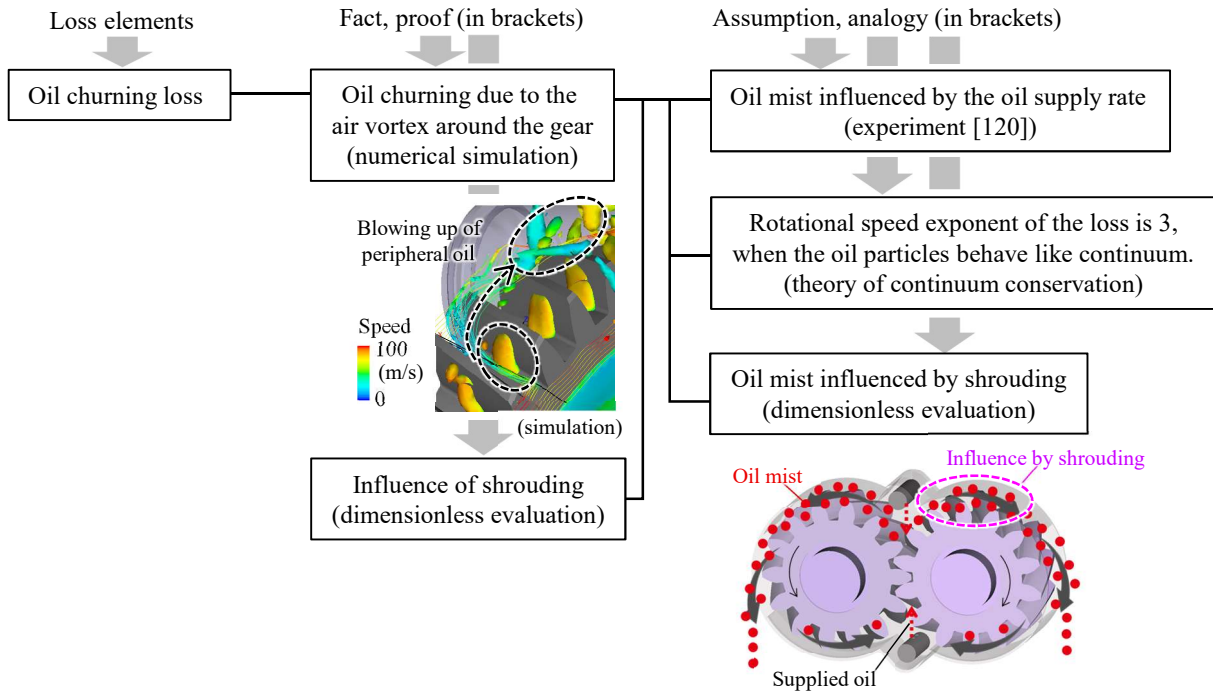 Loss elements
Oil churning loss
Fact, proof (in brackets)
Oil churning due to the
air vortex around the gear
(numerical simulation)
Blowing up of
peripheral oil
Speed
100
(m/s)
0
(simulation)
Influence of shrouding
(dimensionless evaluation)
Assumption, analogy (in brackets)
Oil mist influenced by the oil supply rate
(experiment [120])
Rotational speed exponent of the loss is 3,
when the oil particles behave like continuum.
(theory of continuum conservation)
Oil mist influenced by shrouding
(dimensionless evaluation)
Influence by shrouding
Oil mist
Supplied oil